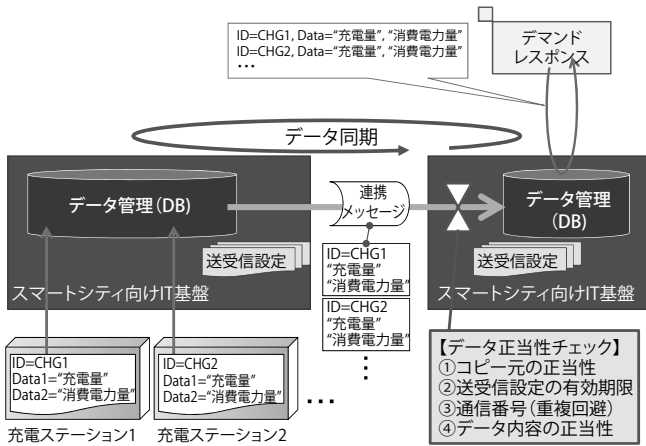 ID=CHG1, Data="充電量", "消費電力量"
ID=CHG2, Data="充電量", "消費電力量"
…
デマンド
レスポンス
データ同期
データ管理（DB）
連携
メッセージ
データ管理
（DB）
送受信設定
ID=CHG1
"充電量"
"消費電力量"
送受信設定
スマートシティ向けIT基盤
ID=CHG2
"充電量"
"消費電力量"
スマートシティ向けIT基盤
ID=CHG1
Data1="充電量"
Data2="消費電力量"
ID=CHG2
Data1="充電量"
Data2="消費電力量"
…
⋮
【データ正当性チェック】
①コピー元の正当性
②送受信設定の有効期限
③通信番号（重複回避）
④データ内容の正当性
充電ステーション1
充電ステーション2